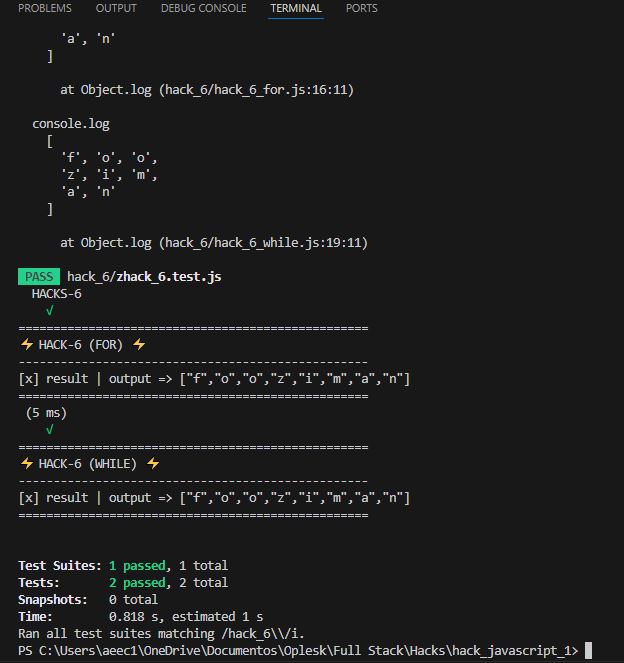 PROBLEMS OUTPUT DEBUG CONSOLE TERMINAL PORTS
'a', 'n'
]
at Object.log (hack_6/hack_6_for.js:16:11)
console.log
[
'f', 'o', 'o',
'z', 'i', 'm',
'a', 'n'
]
at Object.log (hack_6/hack_6_while.js:19:11)
PASS hack_6/zhack_6.test.js
HACKS-6
√
==================================================
⚡ HACK-6 (FOR) ⚡
--------------------------------------------------
[x] result | output => ["f","o","o","z","i","m","a","n"]
==================================================
(5 ms)
√
==================================================
⚡ HACK-6 (WHILE) ⚡
--------------------------------------------------
[x] result | output => ["f","o","o","z","i","m","a","n"]
==================================================
Test Suites: 1 passed, 1 total
Tests: 2 passed, 2 total
Snapshots: 0 total
Time: 0.818 s, estimated 1 s
Ran all test suites matching /hack_6\\/i.
PS C:\Users\aeec1\OneDrive\Documentos\Oplesk\Full Stack\Hacks\hack_javascript_1>